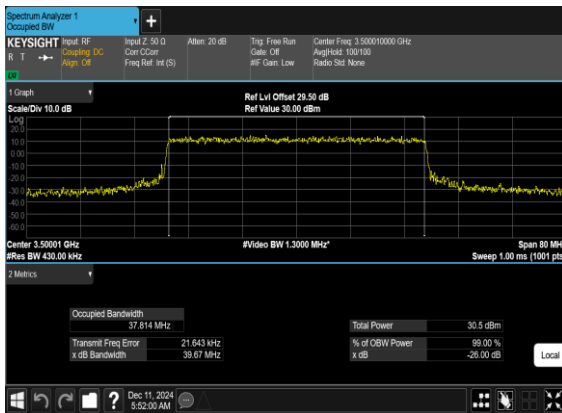 Spectrum Analyzer 1
Occupied BW
+
KEYSIGHT Input: RF Input Z: 50 Ω Atten: 20 dB Trig: Free Run Center Freq: 3.500010000 GHz
R T Coupling: DC Corr CCorr Gate: Off Avg|Hold: 100/100
Align: Off Freq Ref: Int (S) #IF Gain: Low Radio Std: None
1 Graph
Ref Lvl Offset 29.50 dB
Scale/Div 10.0 dB Ref Value 30.00 dBm
Log
20.0
10.0
0.00
-10.0
-20.0
-30.0
-40.0
-50.0
-60.0
Center 3.50001 GHz #Video BW 1.3000 MHz* Span 80 MH
#Res BW 430.00 kHz Sweep 1.00 ms (1001 pts
2 Metrics
Occupied Bandwidth
37.814 MHz Total Power 30.5 dBm
Transmit Freq Error 21.643 kHz % of OBW Power 99.00 %
x dB Bandwidth 39.67 MHz x dB -26.00 dB
Local
? Dec 11, 2024
5:52:00 AM